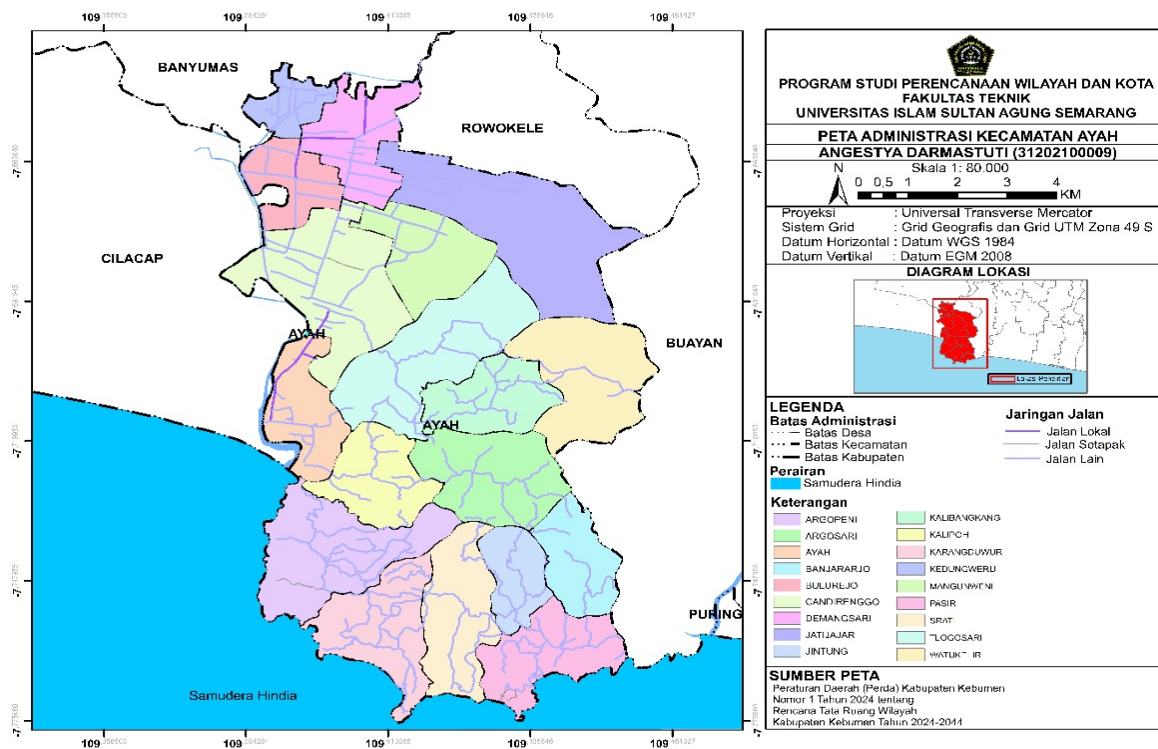 BANYUMAS
ROWOKELE
CILACAP
AYAH
BUAYAN
AYAH
PURING
Samudera Hindia
PROGRAM STUDI PERENCANAAN WILAYAH DAN KOTA
FAKULTAS TEKNIK
UNIVERSITAS ISLAM SULTAN AGUNG SEMARANG
PETA ADMINISTRASI KECAMATAN AYAH
ANGESTYA DARMASTUTI (31202100009)
N
Skala 1: 80.000
0 0,5 1 2 3 4
KM
Proyeksi : Universal Transverse Mercator
Sistem Grid : Grid Geografis dan Grid UTM Zona 49 S
Datum Horizontal : Datum WGS 1984
Datum Vertikal : Datum EGM 2008
DIAGRAM LOKASI
LEGENDA
Batas Administrasi
Batas Desa
Batas Kecamatan
Batas Kabupaten
Perairan
Samudera Hindia
Jaringan Jalan
Jalan Lokal
Jalan Setapak
Jalan Lain
Keterangan
ARGOPENI
ARGOSARI
AYAH
BANJARARJO
BULUREJO
CANDIRENGGO
DEMANGSARI
JATIJAJAR
JINTUNG
KALIBANGKANG
KALIPOH
KARANGDUWUR
KEDUNGWERU
MANGUNWENI
PASIR
SRATI
TLOGOSARI
SUMBER PETA
Peraturan Daerah (Perda) Kabupaten Kebumen
Nomor 1 Tahun 2024 tentang
Rencana Tata Ruang Wilayah
Kabupaten Kebumen Tahun 2024-2044